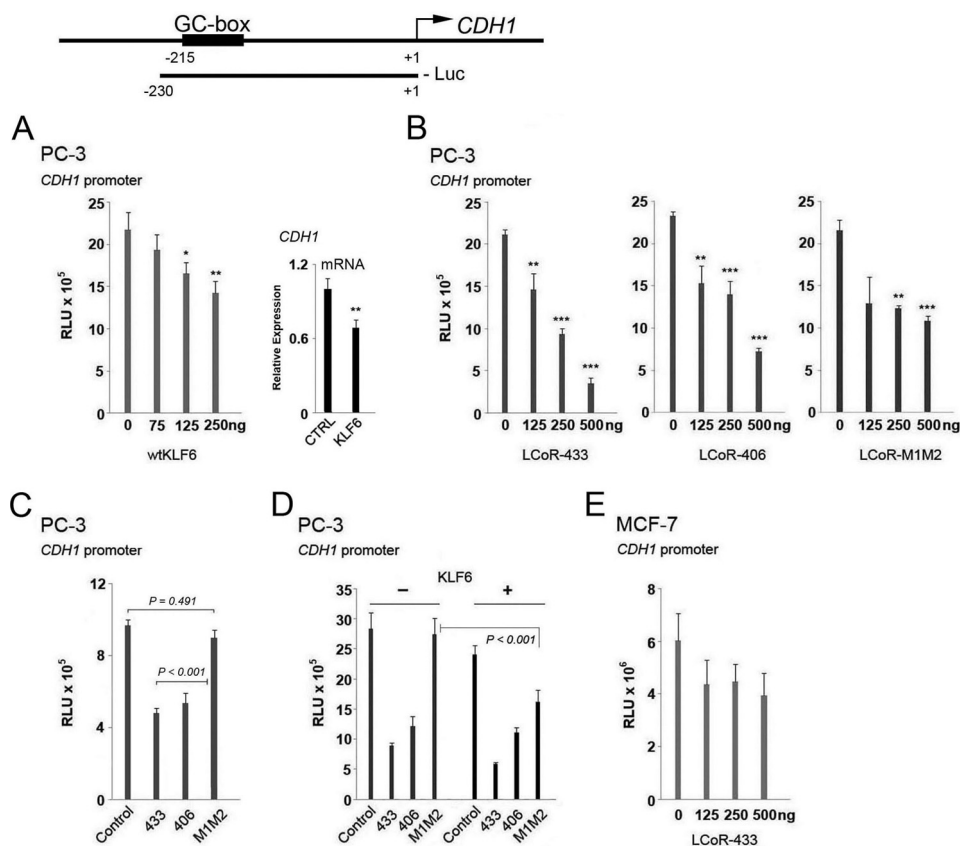 GC-box
CDH1
-215
+1
-230
+1
- Luc
A
PC-3
CDH1 promoter
RLU x 10⁵
25
20
15
10
5
0
*
**
0 75 125 250ng
wtKLF6
CDH1
mRNA
Relative Expression
1.2
0.6
0
**
CTRL KLF6
B
PC-3
CDH1 promoter
RLU x 10⁵
25
20
15
10
5
0
**
***
***
0 125 250 500ng
LCoR-433
25
20
15
10
5
0
**
***
***
0 125 250 500ng
LCoR-406
25
20
15
10
5
0
**
***
0 125 250 500ng
LCoR-M1M2
C
PC-3
CDH1 promoter
RLU x 10⁵
12
8
4
0
P = 0.491
P < 0.001
Control 433 406 M1M2
D
PC-3
CDH1 promoter
KLF6
− +
RLU x 10⁵
35
30
25
20
15
10
5
0
P < 0.001
Control 433 406 M1M2 Control 433 406 M1M2
E
MCF-7
CDH1 promoter
RLU x 10⁶
8
6
4
2
0
0 125 250 500ng
LCoR-433